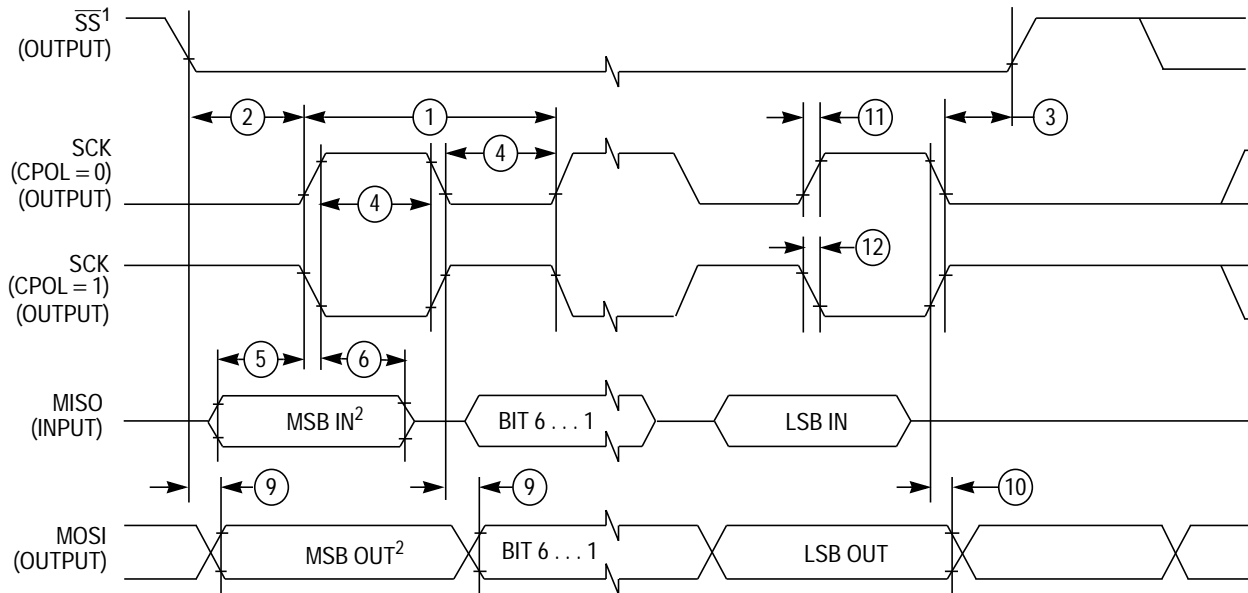 SS¹
(OUTPUT)
2
1
11
3
SCK
(CPOL = 0)
(OUTPUT)
4
4
SCK
(CPOL = 1)
(OUTPUT)
12
5
6
MISO
(INPUT)
MSB IN²
BIT 6 . . . 1
LSB IN
9
9
10
MOSI
(OUTPUT)
MSB OUT²
BIT 6 . . . 1
LSB OUT